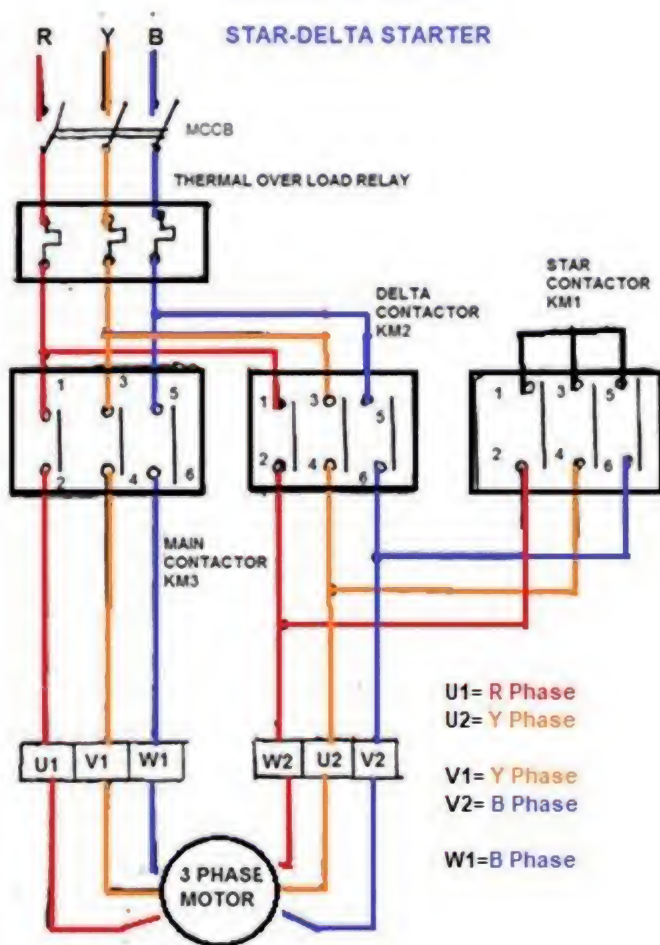 STAR-DELTA STARTER
R Y B
MCCB
THERMAL OVER LOAD RELAY
DELTA
CONTACTOR
KM2
STAR
CONTACTOR
KM1
1 3 5
2 4 6
1 3 5
2 4 6
1 3 5
2 4 6
MAIN
CONTACTOR
KM3
U1 V1 W1
W2 U2 V2
U1= R Phase
U2= Y Phase
V1= Y Phase
V2= B Phase
W1=B Phase
3 PHASE
MOTOR